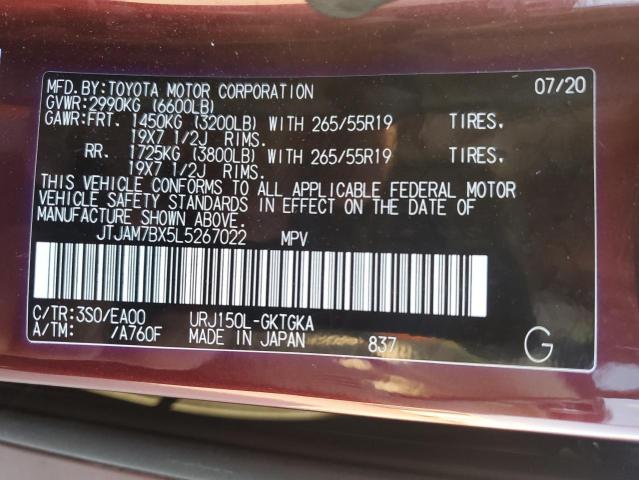 MFD.BY:TOYOTA MOTOR CORPORATION 07/20
GVWR:2990KG (6600LB)
GAWR:FRT. 1450KG (3200LB) WITH 265/55R19 TIRES,
19X7 1/2J RIMS.
RR. 1725KG (3800LB) WITH 265/55R19 TIRES,
19X7 1/2J RIMS.
THIS VEHICLE CONFORMS TO ALL APPLICABLE FEDERAL MOTOR
VEHICLE SAFETY STANDARDS IN EFFECT ON THE DATE OF
MANUFACTURE SHOWN ABOVE.
JTJAM7BX5L5267022 MPV
C/TR:3S0/EA00 URJ150L-GKTGKA
A/TM: /A760F MADE IN JAPAN 837 G